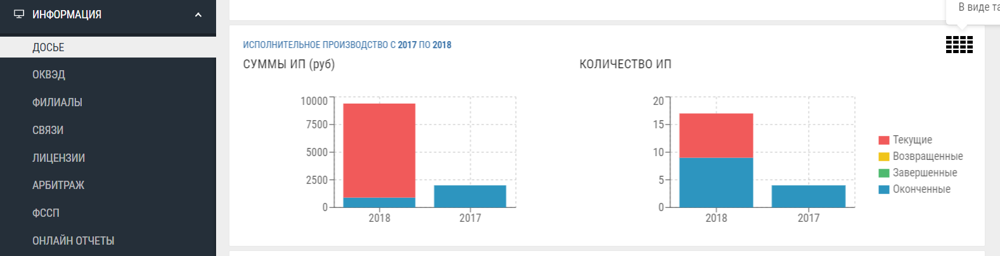 ИНФОРМАЦИЯ
ДОСЬЕ
ОКВЭД
ФИЛИАЛЫ
СВЯЗИ
ЛИЦЕНЗИИ
АРБИТРАЖ
ФССП
ОНЛАЙН ОТЧЕТЫ
В виде
ИСПОЛНИТЕЛЬНОЕ ПРОИЗВОДСТВО С 2017 ПО 2018
СУММЫ ИП (руб)
10000
7500
5000
2500
0
2018 2017
КОЛИЧЕСТВО ИП
20
15
10
5
0
2018 2017
Текущие
Возвращенные
Завершенные
Оконченные